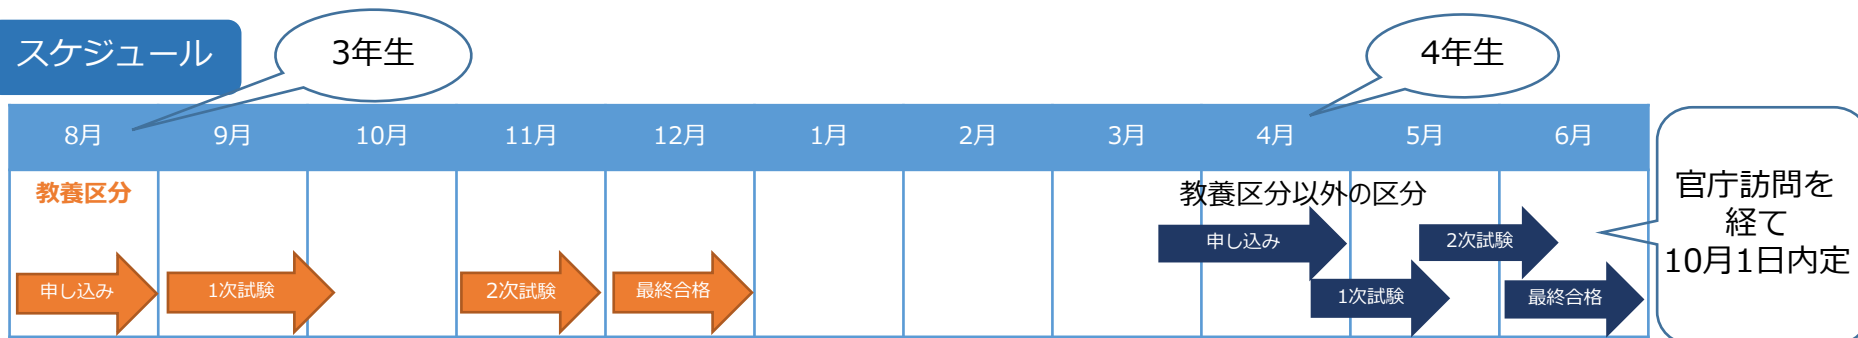 スケジュール
3年生
4年生
8月 9月 10月 11月 12月 1月 2月 3月 4月 5月 6月
教養区分
教養区分以外の区分
申し込み
1次試験
2次試験
最終合格
申し込み
1次試験
2次試験
最終合格
官庁訪問を
経て
10月1日内定